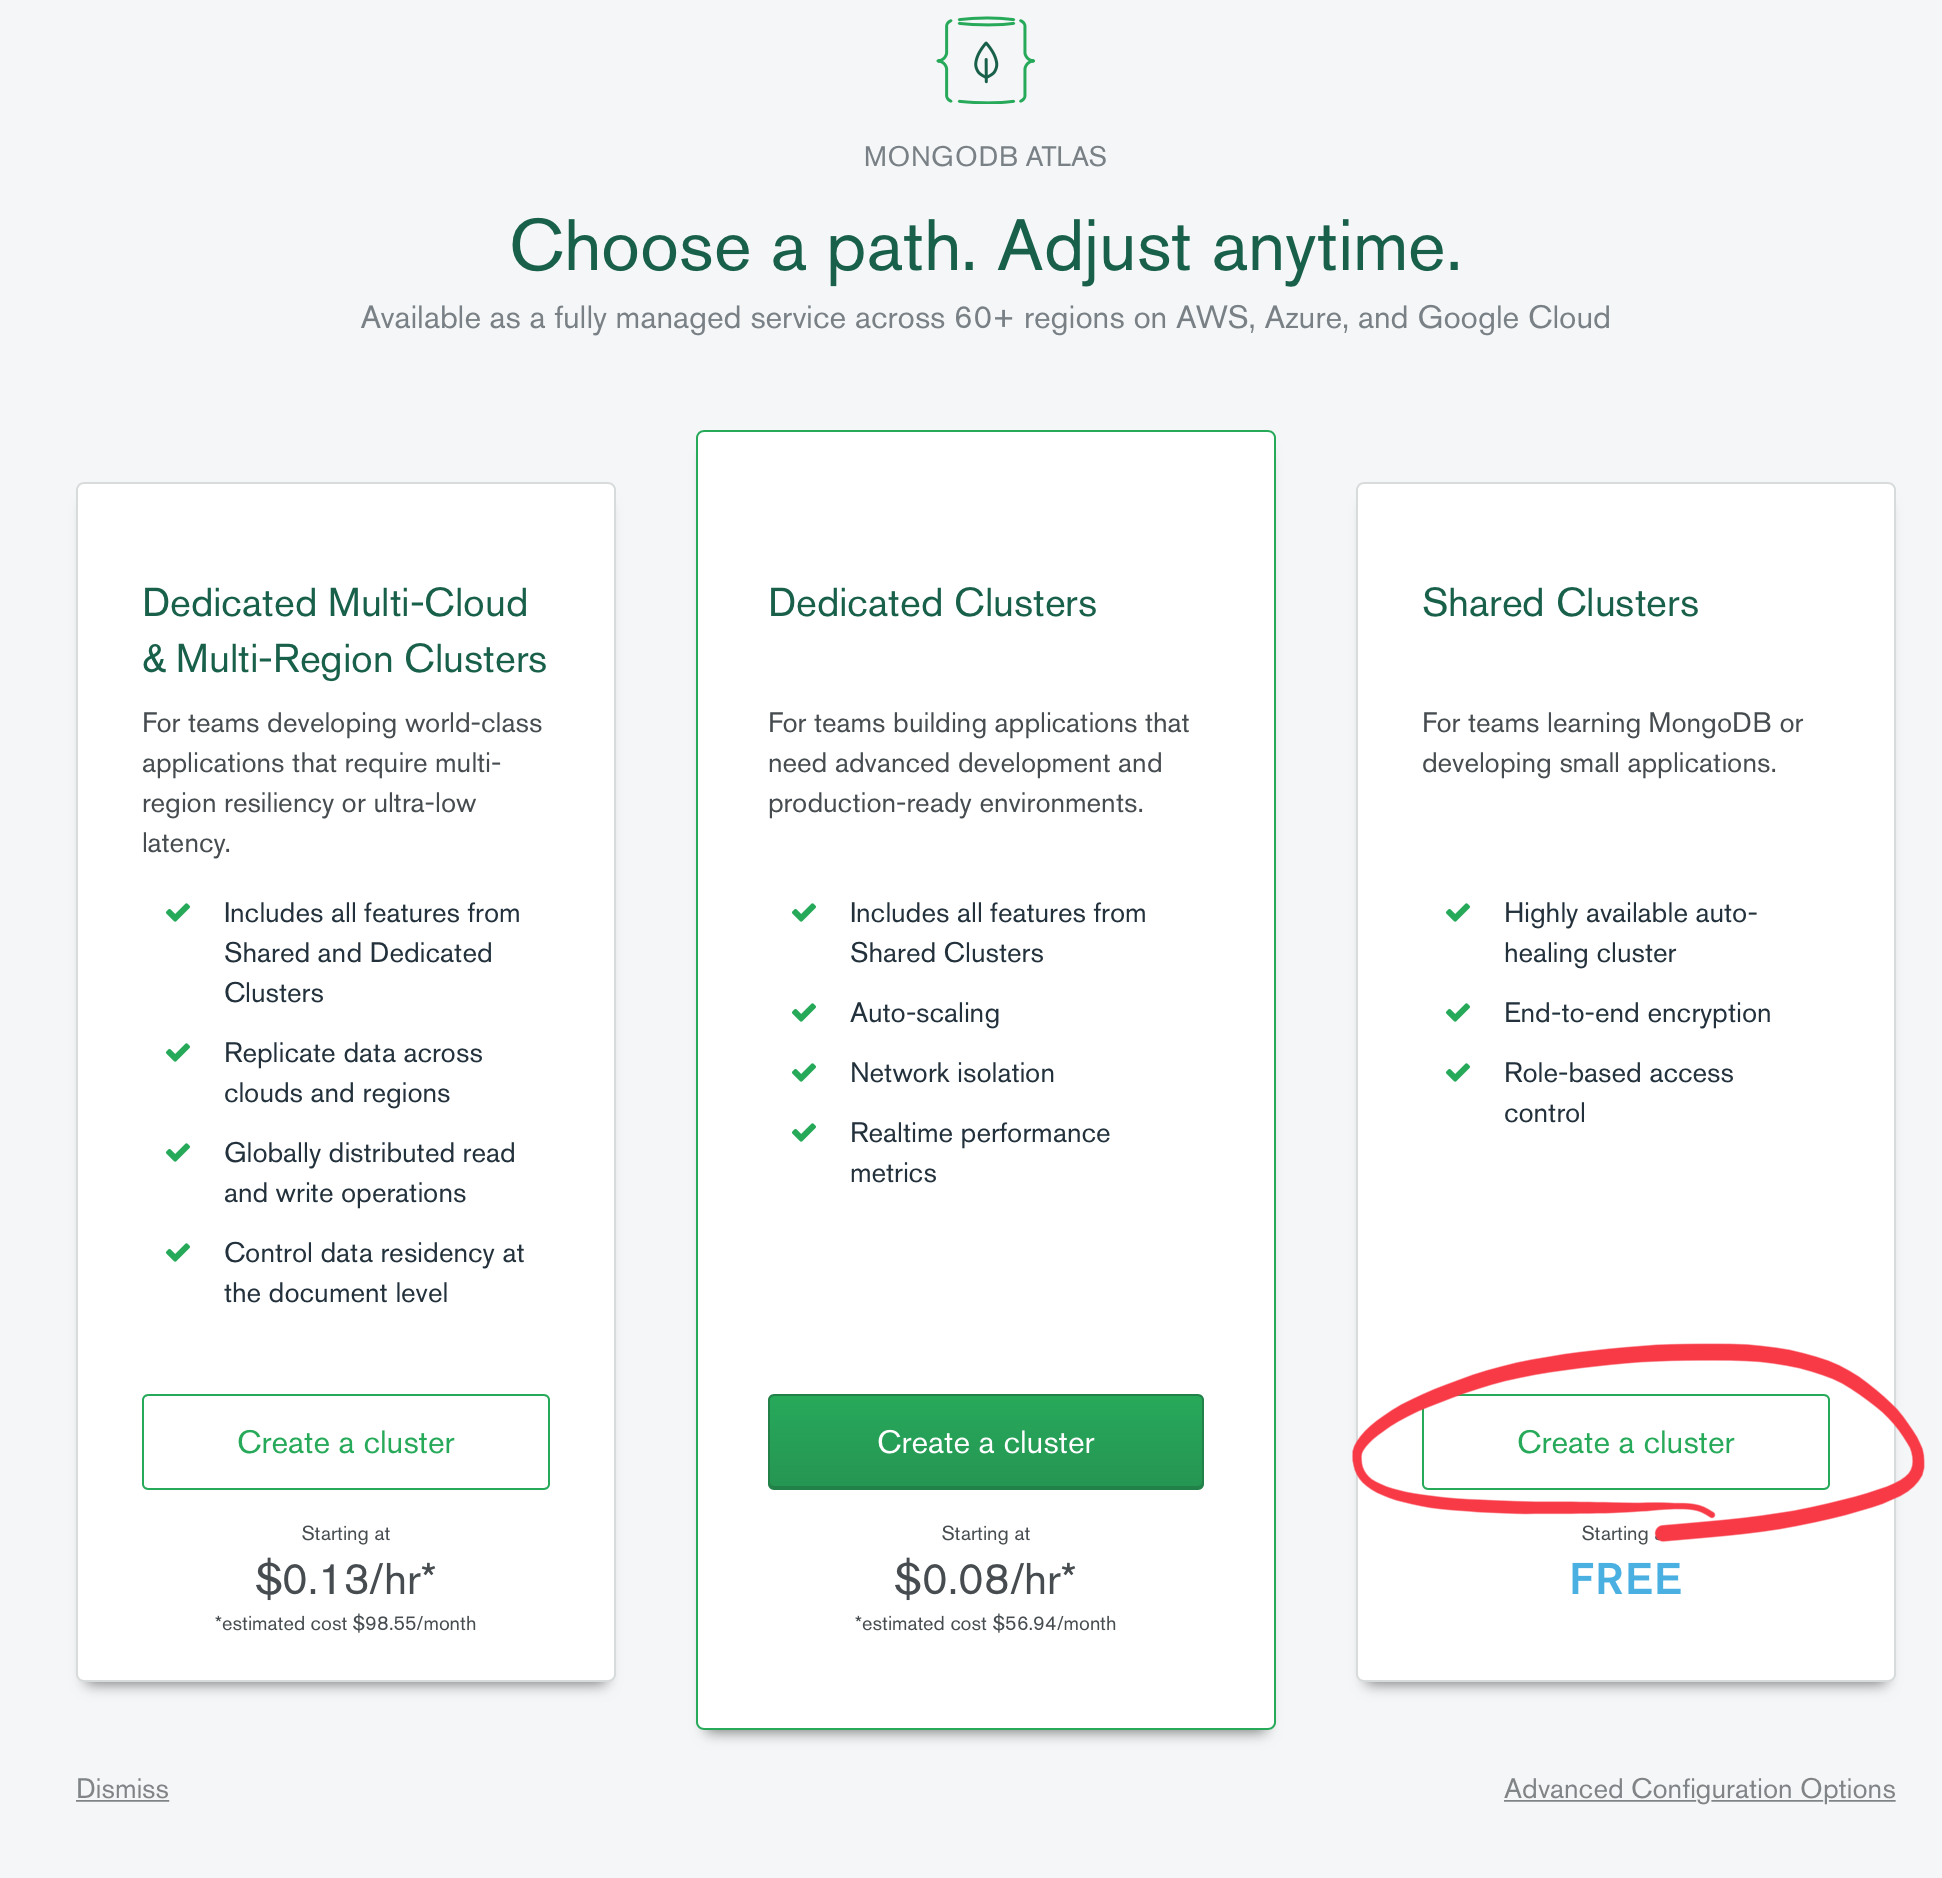 MONGODB ATLAS
Choose a path. Adjust anytime.
Available as a fully managed service across 60+ regions on AWS, Azure, and Google Cloud
Dedicated Multi-Cloud
& Multi-Region Clusters
For teams developing world-class
applications that require multi-
region resiliency or ultra-low
latency.
Includes all features from
Shared and Dedicated
Clusters
Replicate data across
clouds and regions
Globally distributed read
and write operations
Control data residency at
the document level
Create a cluster
Starting at
$0.13/hr*
*estimated cost $98.55/month
Dedicated Clusters
For teams building applications that
need advanced development and
production-ready environments.
Includes all features from
Shared Clusters
Auto-scaling
Network isolation
Realtime performance
metrics
Create a cluster
Starting at
$0.08/hr*
*estimated cost $56.94/month
Shared Clusters
For teams learning MongoDB or
developing small applications.
Highly available auto-
healing cluster
End-to-end encryption
Role-based access
control
Create a cluster
Starting
FREE
Dismiss
Advanced Configuration Options